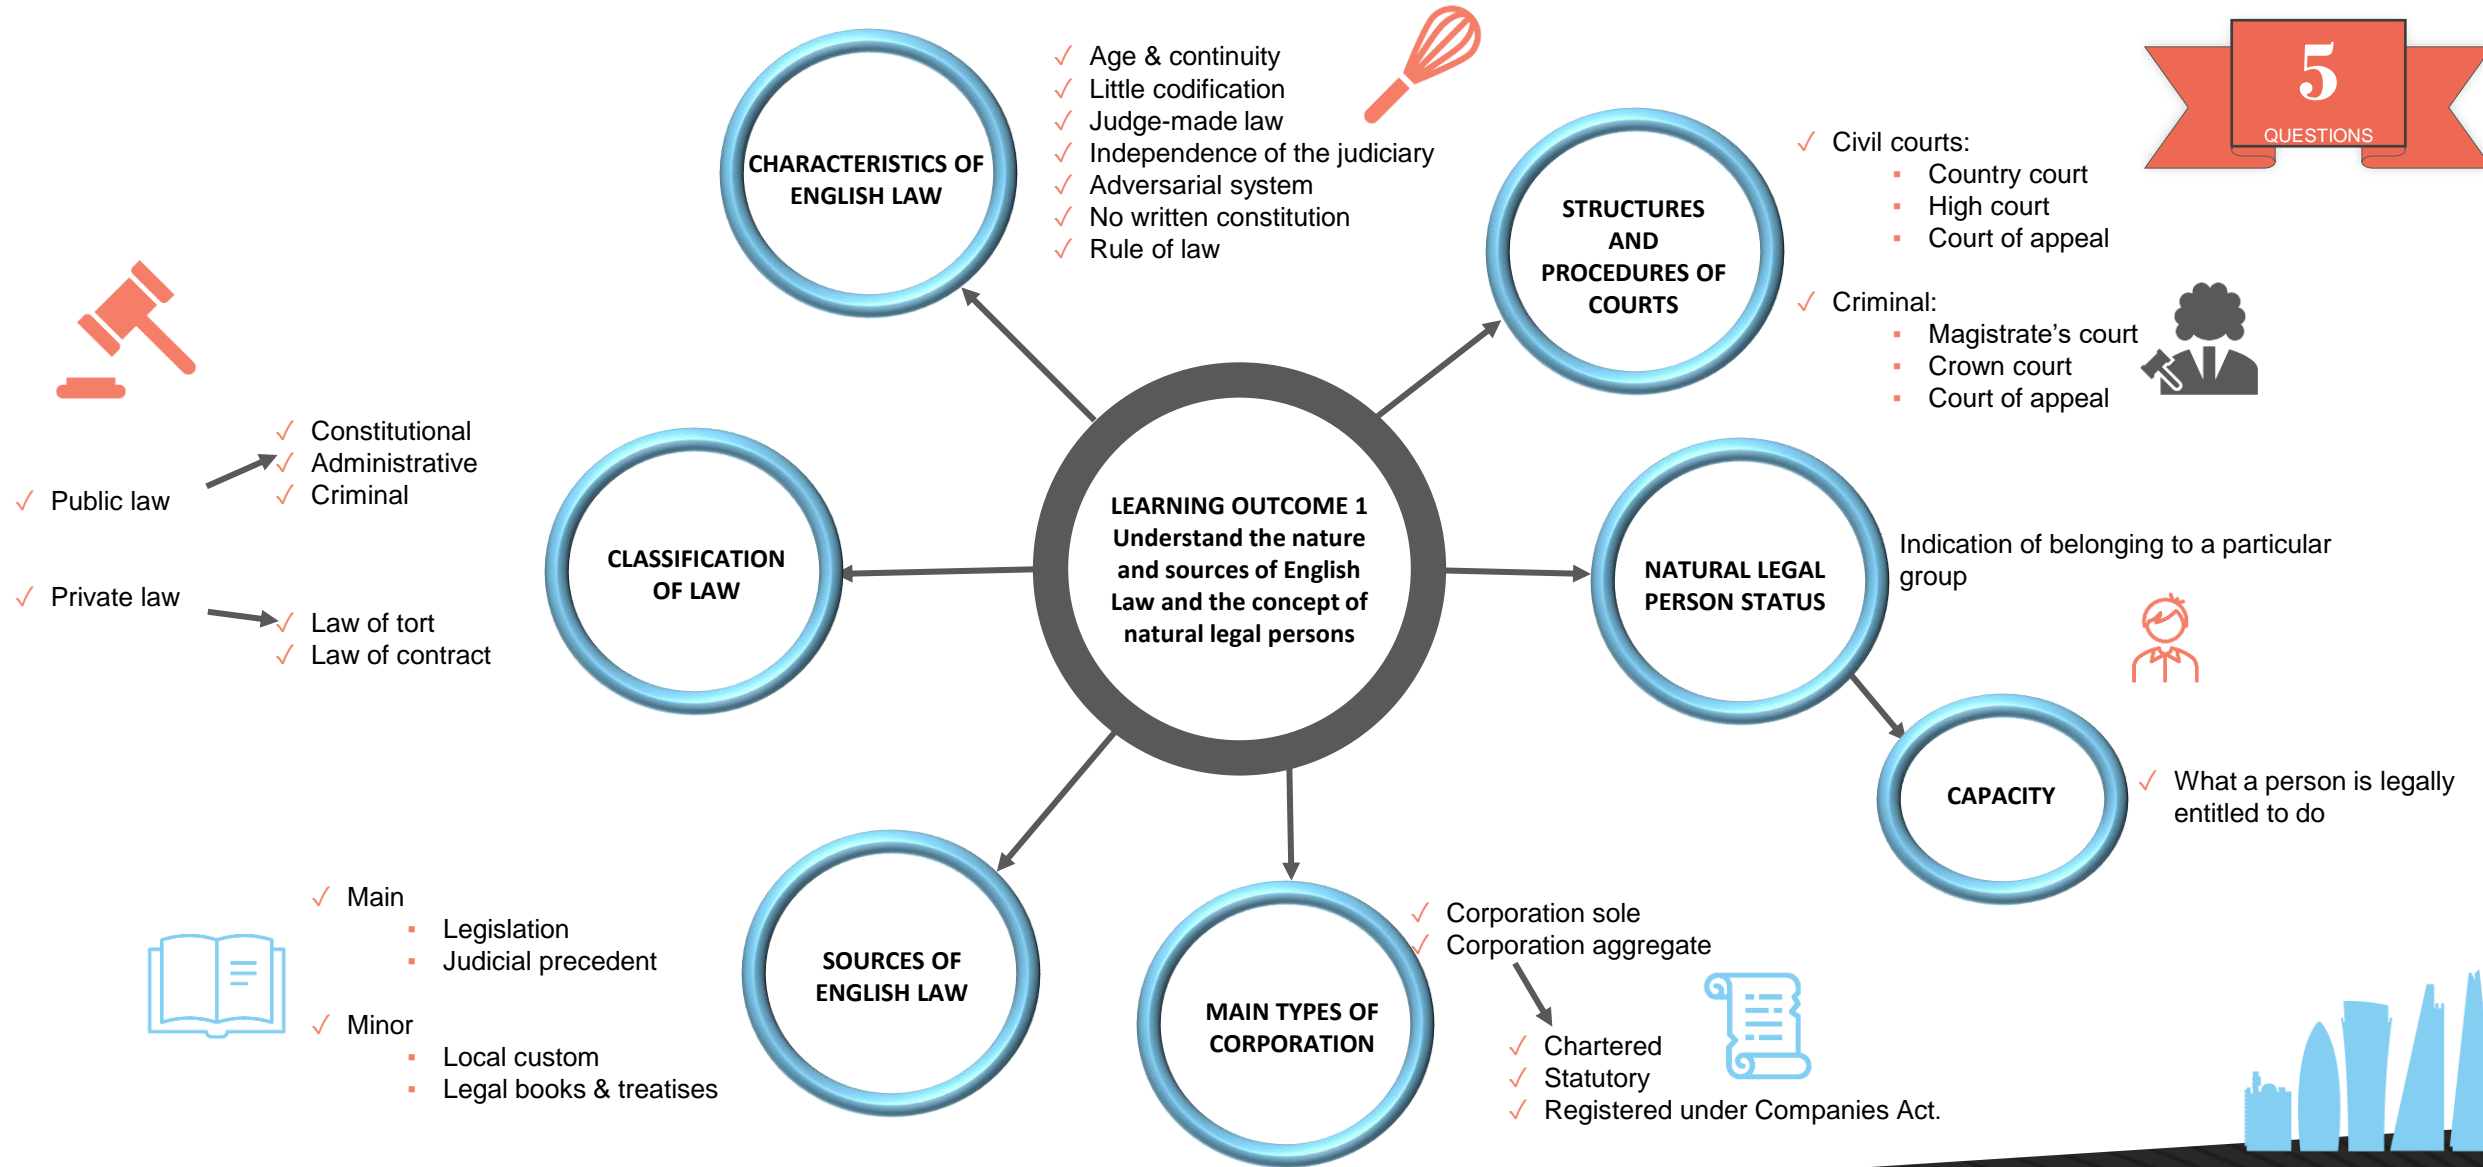 CHARACTERISTICS OF
ENGLISH LAW
✓ Age & continuity
✓ Little codification
✓ Judge-made law
✓ Independence of the judiciary
✓ Adversarial system
✓ No written constitution
✓ Rule of law
5
QUESTIONS
STRUCTURES
AND
PROCEDURES OF
COURTS
✓ Civil courts:
▪ Country court
▪ High court
▪ Court of appeal
✓ Criminal:
▪ Magistrate's court
▪ Crown court
▪ Court of appeal
✓ Public law
✓ Constitutional
✓ Administrative
✓ Criminal
✓ Private law
✓ Law of tort
✓ Law of contract
CLASSIFICATION
OF LAW
LEARNING OUTCOME 1
Understand the nature
and sources of English
Law and the concept of
natural legal persons
NATURAL LEGAL
PERSON STATUS
Indication of belonging to a particular
group
CAPACITY
✓ What a person is legally
entitled to do
✓ Main
▪ Legislation
▪ Judicial precedent
✓ Minor
▪ Local custom
▪ Legal books & treatises
SOURCES OF
ENGLISH LAW
MAIN TYPES OF
CORPORATION
✓ Corporation sole
✓ Corporation aggregate
✓ Chartered
✓ Statutory
✓ Registered under Companies Act.